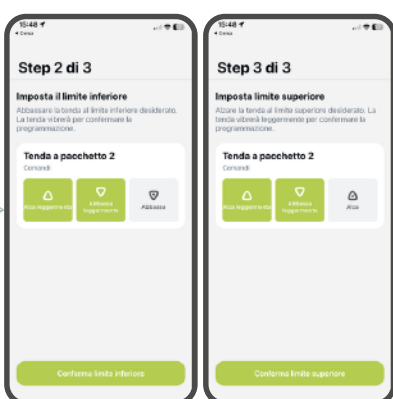 15:48
Cerca
Step 2 di 3
Imposta il limite inferiore
Abbassare la tenda al limite inferiore desiderato.
La tenda vibrerà per confermare la
programmazione.
Tenda a pacchetto 2
Comandi
Alza leggermente
Abbassa
leggermente
Abbassa
Conferma limite inferiore
15:48
Cerca
Step 3 di 3
Imposta limite superiore
Alzare la tenda al limite superiore desiderato. La
tenda vibrerà leggermente per confermare la
programmazione.
Tenda a pacchetto 2
Comandi
Alza leggermente
Abbassa
leggermente
Alza
Conferma limite superiore